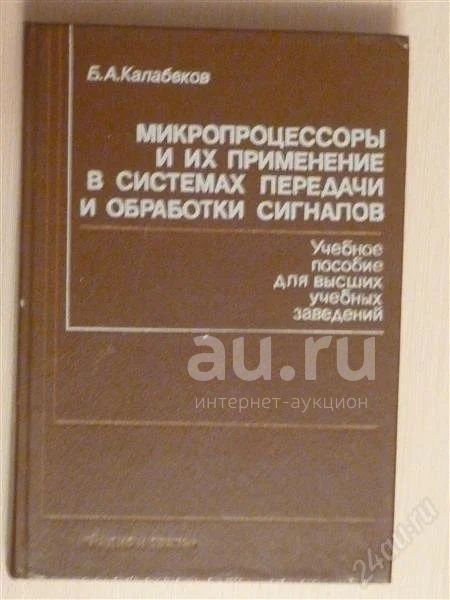 Б.А.Калабеков
МИКРОПРОЦЕССОРЫ
И ИХ ПРИМЕНЕНИЕ
В СИСТЕМАХ ПЕРЕДАЧИ
И ОБРАБОТКИ СИГНАЛОВ
Учебное
пособие
для высших
учебных
заведений
au.ru
интернет-аукцион
24au.ru